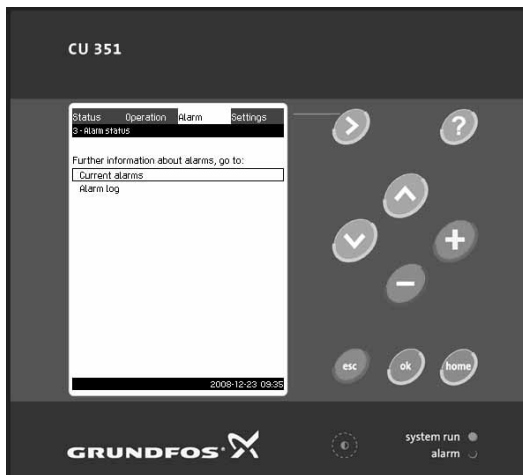 CU 351
Status Operation Alarm Settings
3 - Alarm status
Further information about alarms, go to:
Current alarms
Alarm log
2008-12-23 09:35
>
?
+
−
esc ok home
GRUNDFOS
system run
alarm